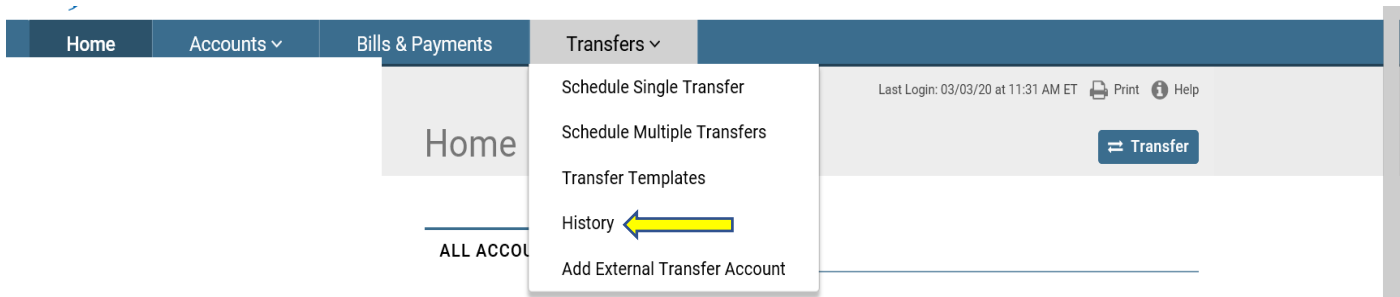 Home Accounts Bills & Payments Transfers
Schedule Single Transfer
Last Login: 03/03/20 at 11:31 AM ET Print Help
Schedule Multiple Transfers
Home
Transfer
Transfer Templates
History
ALL ACCOU
Add External Transfer Account